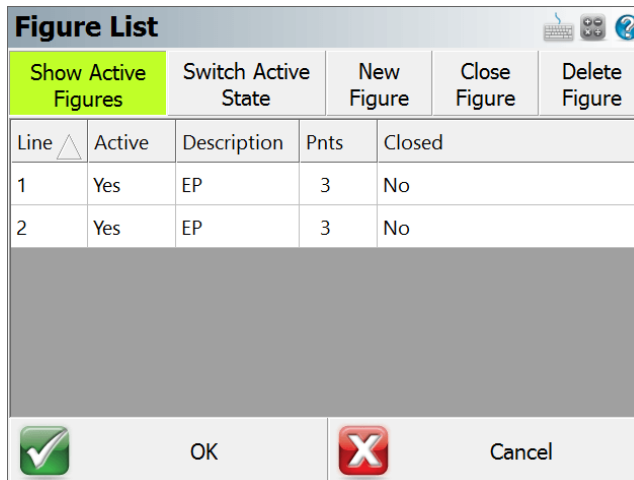 Figure List
Show Active Figures Switch Active State New Figure Close Figure Delete Figure
Line Active Description Pnts Closed
1 Yes EP 3 No
2 Yes EP 3 No
OK Cancel